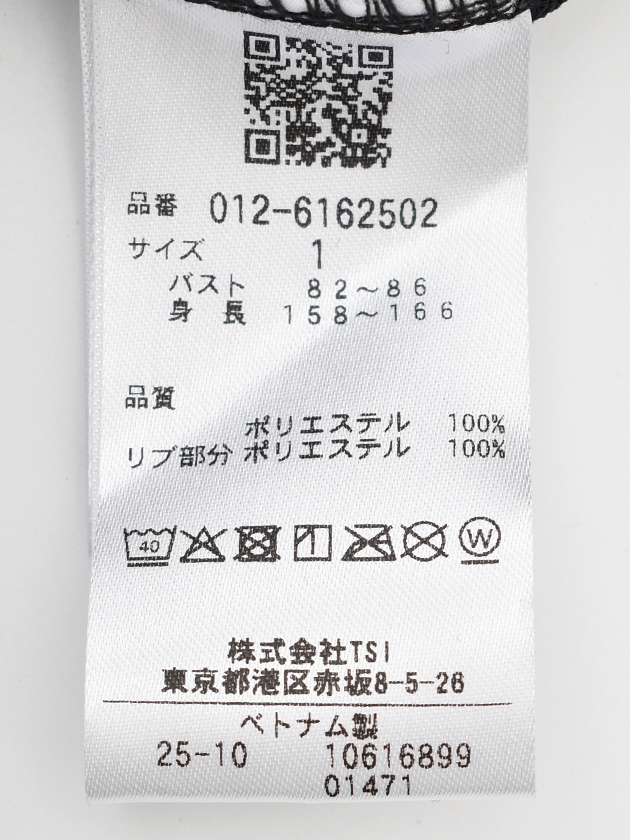 品番 012-6162502
サイズ 1
バスト 82～86
身 長 158～166
品質
ポリエステル 100%
リブ部分 ポリエステル 100%
40 W
株式会社TSI
東京都港区赤坂8-5-26
ベトナム製
25-10 10616899
01471